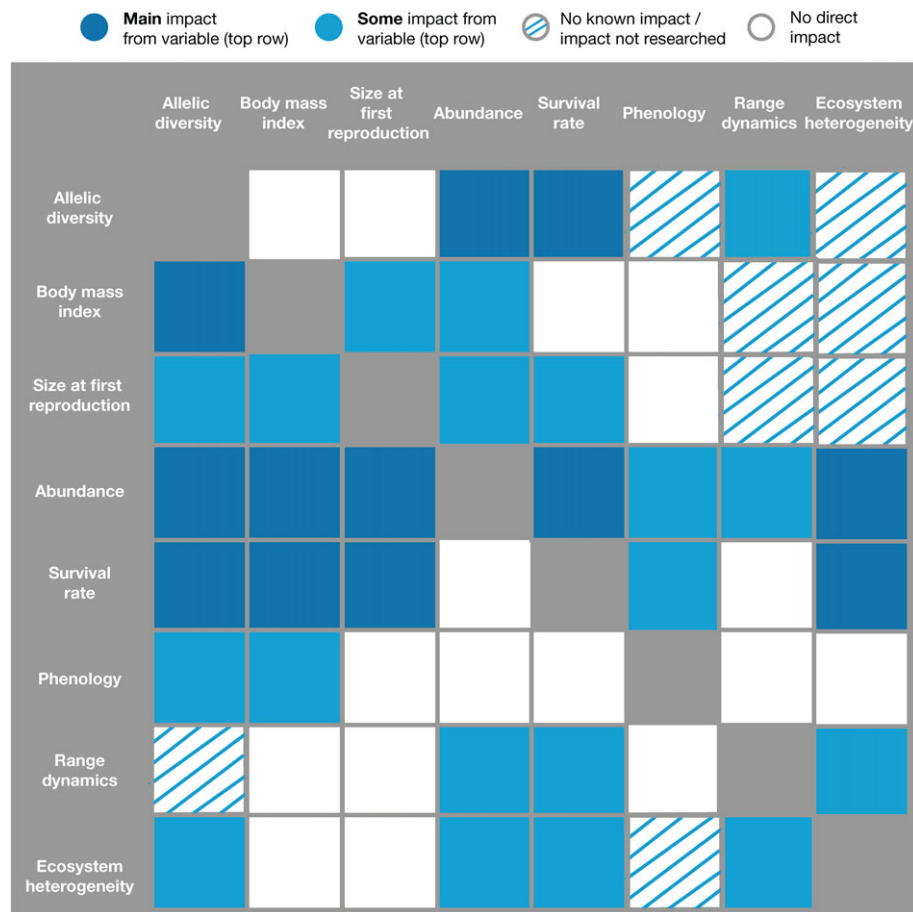 Main impact
from variable (top row)
Some impact from
variable (top row)
No known impact /
impact not researched
No direct
impact
Allelic
diversity
Body mass
index
Size at
first
reproduction
Abundance
Survival
rate
Phenology
Range
dynamics
Ecosystem
heterogeneity
Allelic
diversity
Body mass
index
Size at first
reproduction
Abundance
Survival
rate
Phenology
Range
dynamics
Ecosystem
heterogeneity